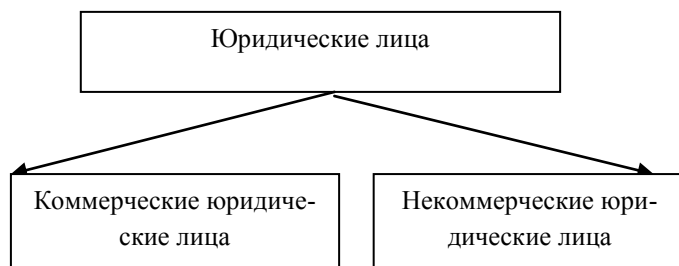 Юридические лица
Коммерческие юридиче-
ские лица
Некоммерческие юри-
дические лица